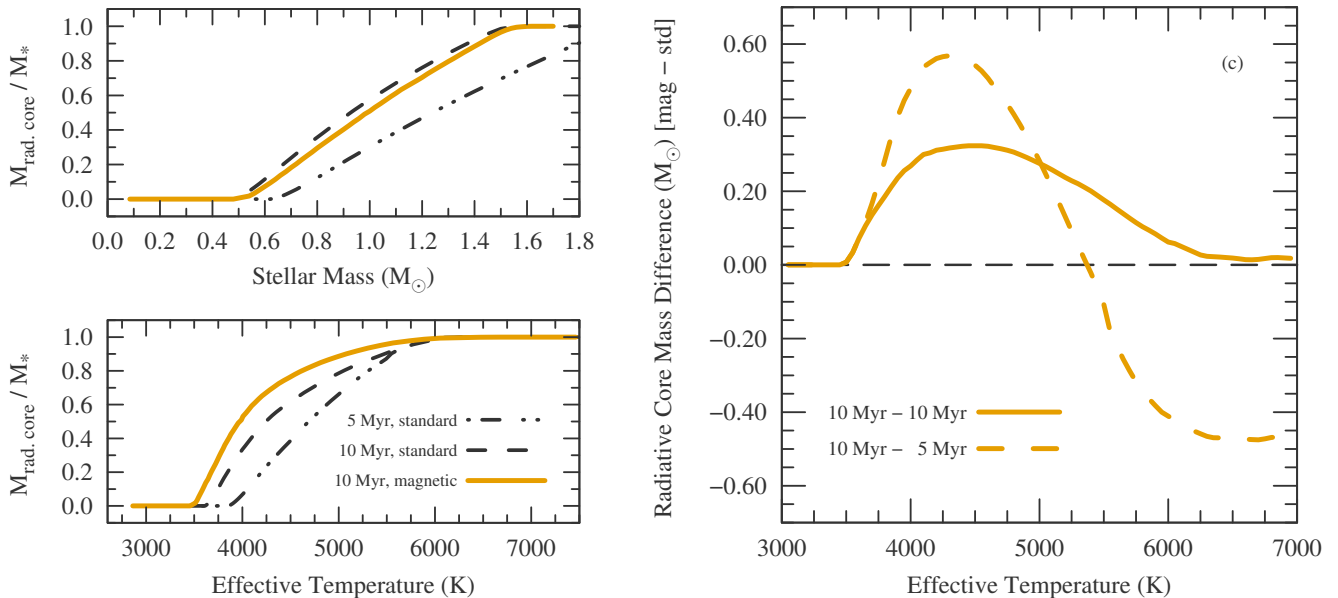 M_rad. core / M_*
1.0
0.8
0.6
0.4
0.2
0.0
0.0 0.2 0.4 0.6 0.8 1.0 1.2 1.4 1.6 1.8
Stellar Mass (M_⊙)
M_rad. core / M_*
1.0
0.8
0.6
0.4
0.2
0.0
5 Myr, standard
10 Myr, standard
10 Myr, magnetic
3000 4000 5000 6000 7000
Effective Temperature (K)
Radiative Core Mass Difference (M_⊙) [mag − std]
(c)
0.60
0.40
0.20
0.00
−0.20
−0.40
−0.60
10 Myr − 10 Myr
10 Myr − 5 Myr
3000 4000 5000 6000 7000
Effective Temperature (K)